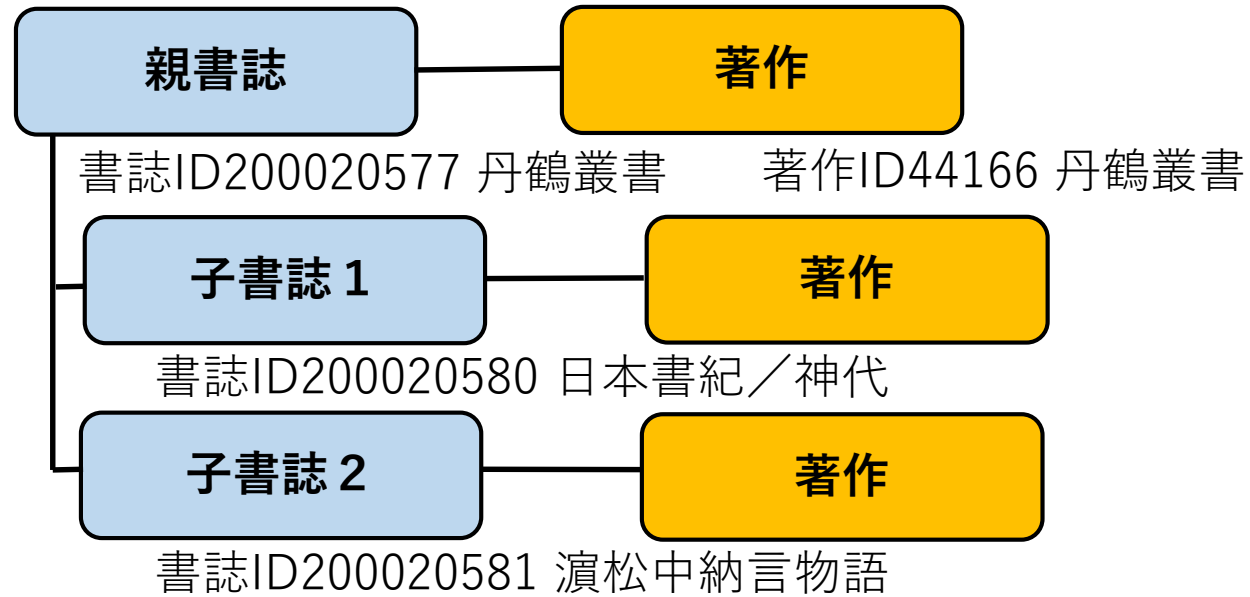 親書誌 著作
書誌ID200020577 丹鶴叢書 著作ID44166 丹鶴叢書
子書誌1 著作
書誌ID200020580 日本書紀／神代
子書誌2 著作
書誌ID200020581 濵松中納言物語